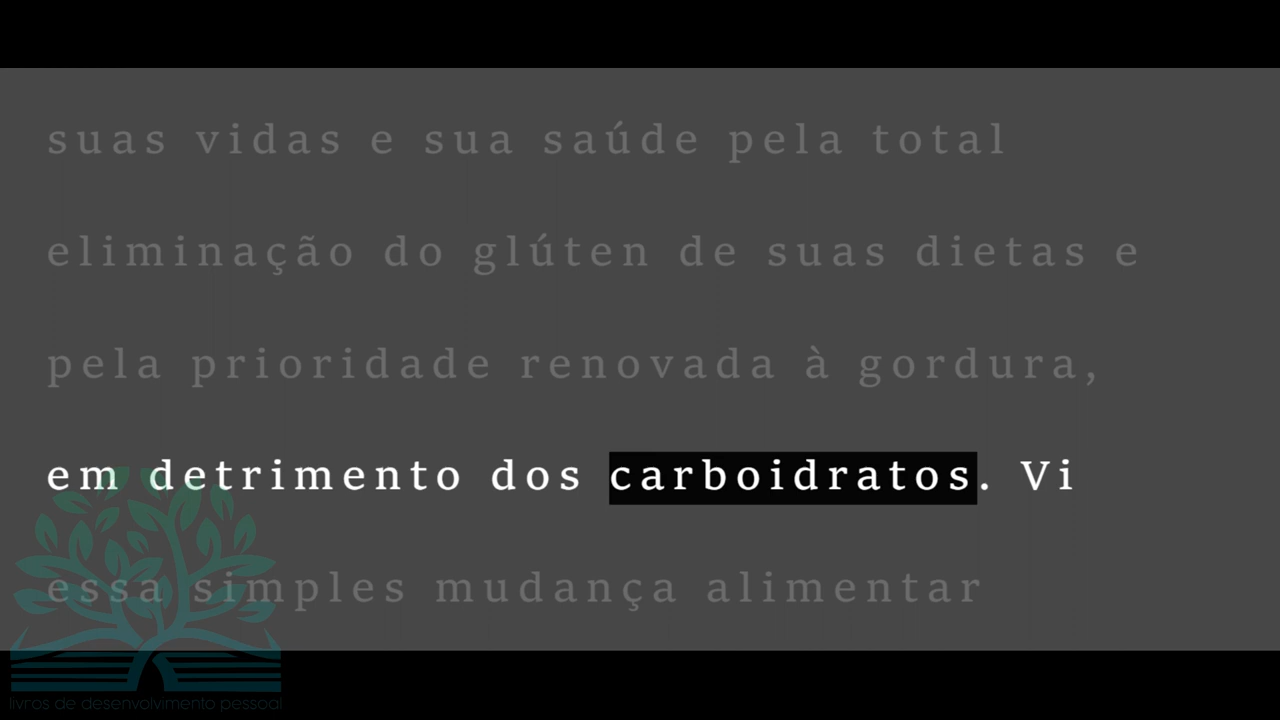 suas vidas e sua saúde pela total
eliminação do glúten de suas dietas e
pela prioridade renovada à gordura,
em detrimento dos carboidratos. Vi
essa simples mudança alimentar
livros de desenvolvimento pessoal